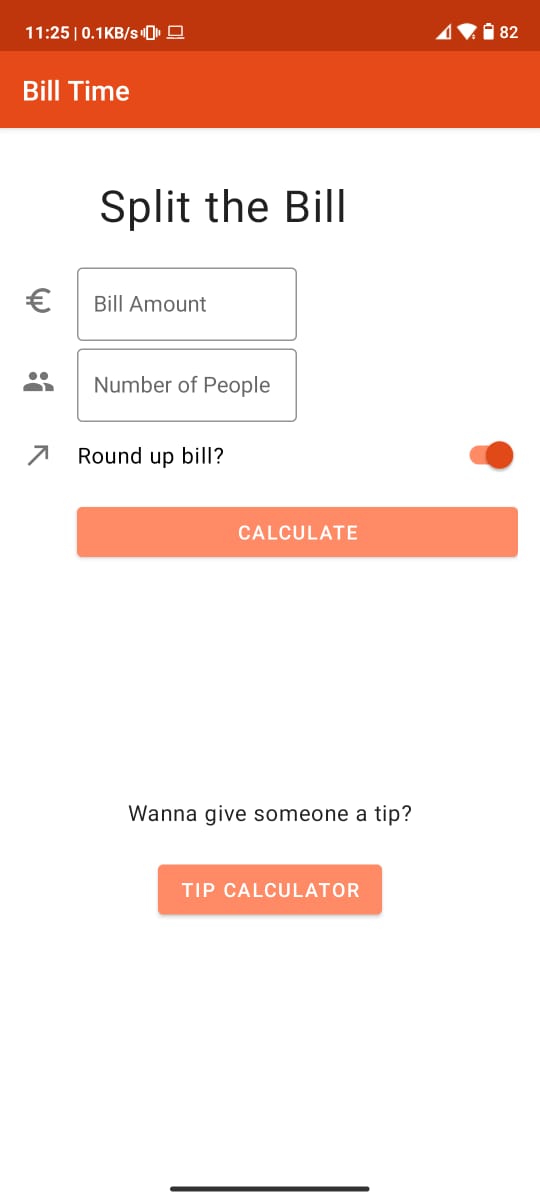 11:25 | 0.1KB/s 82
Bill Time
Split the Bill
€ Bill Amount
Number of People
Round up bill?
CALCULATE
Wanna give someone a tip?
TIP CALCULATOR